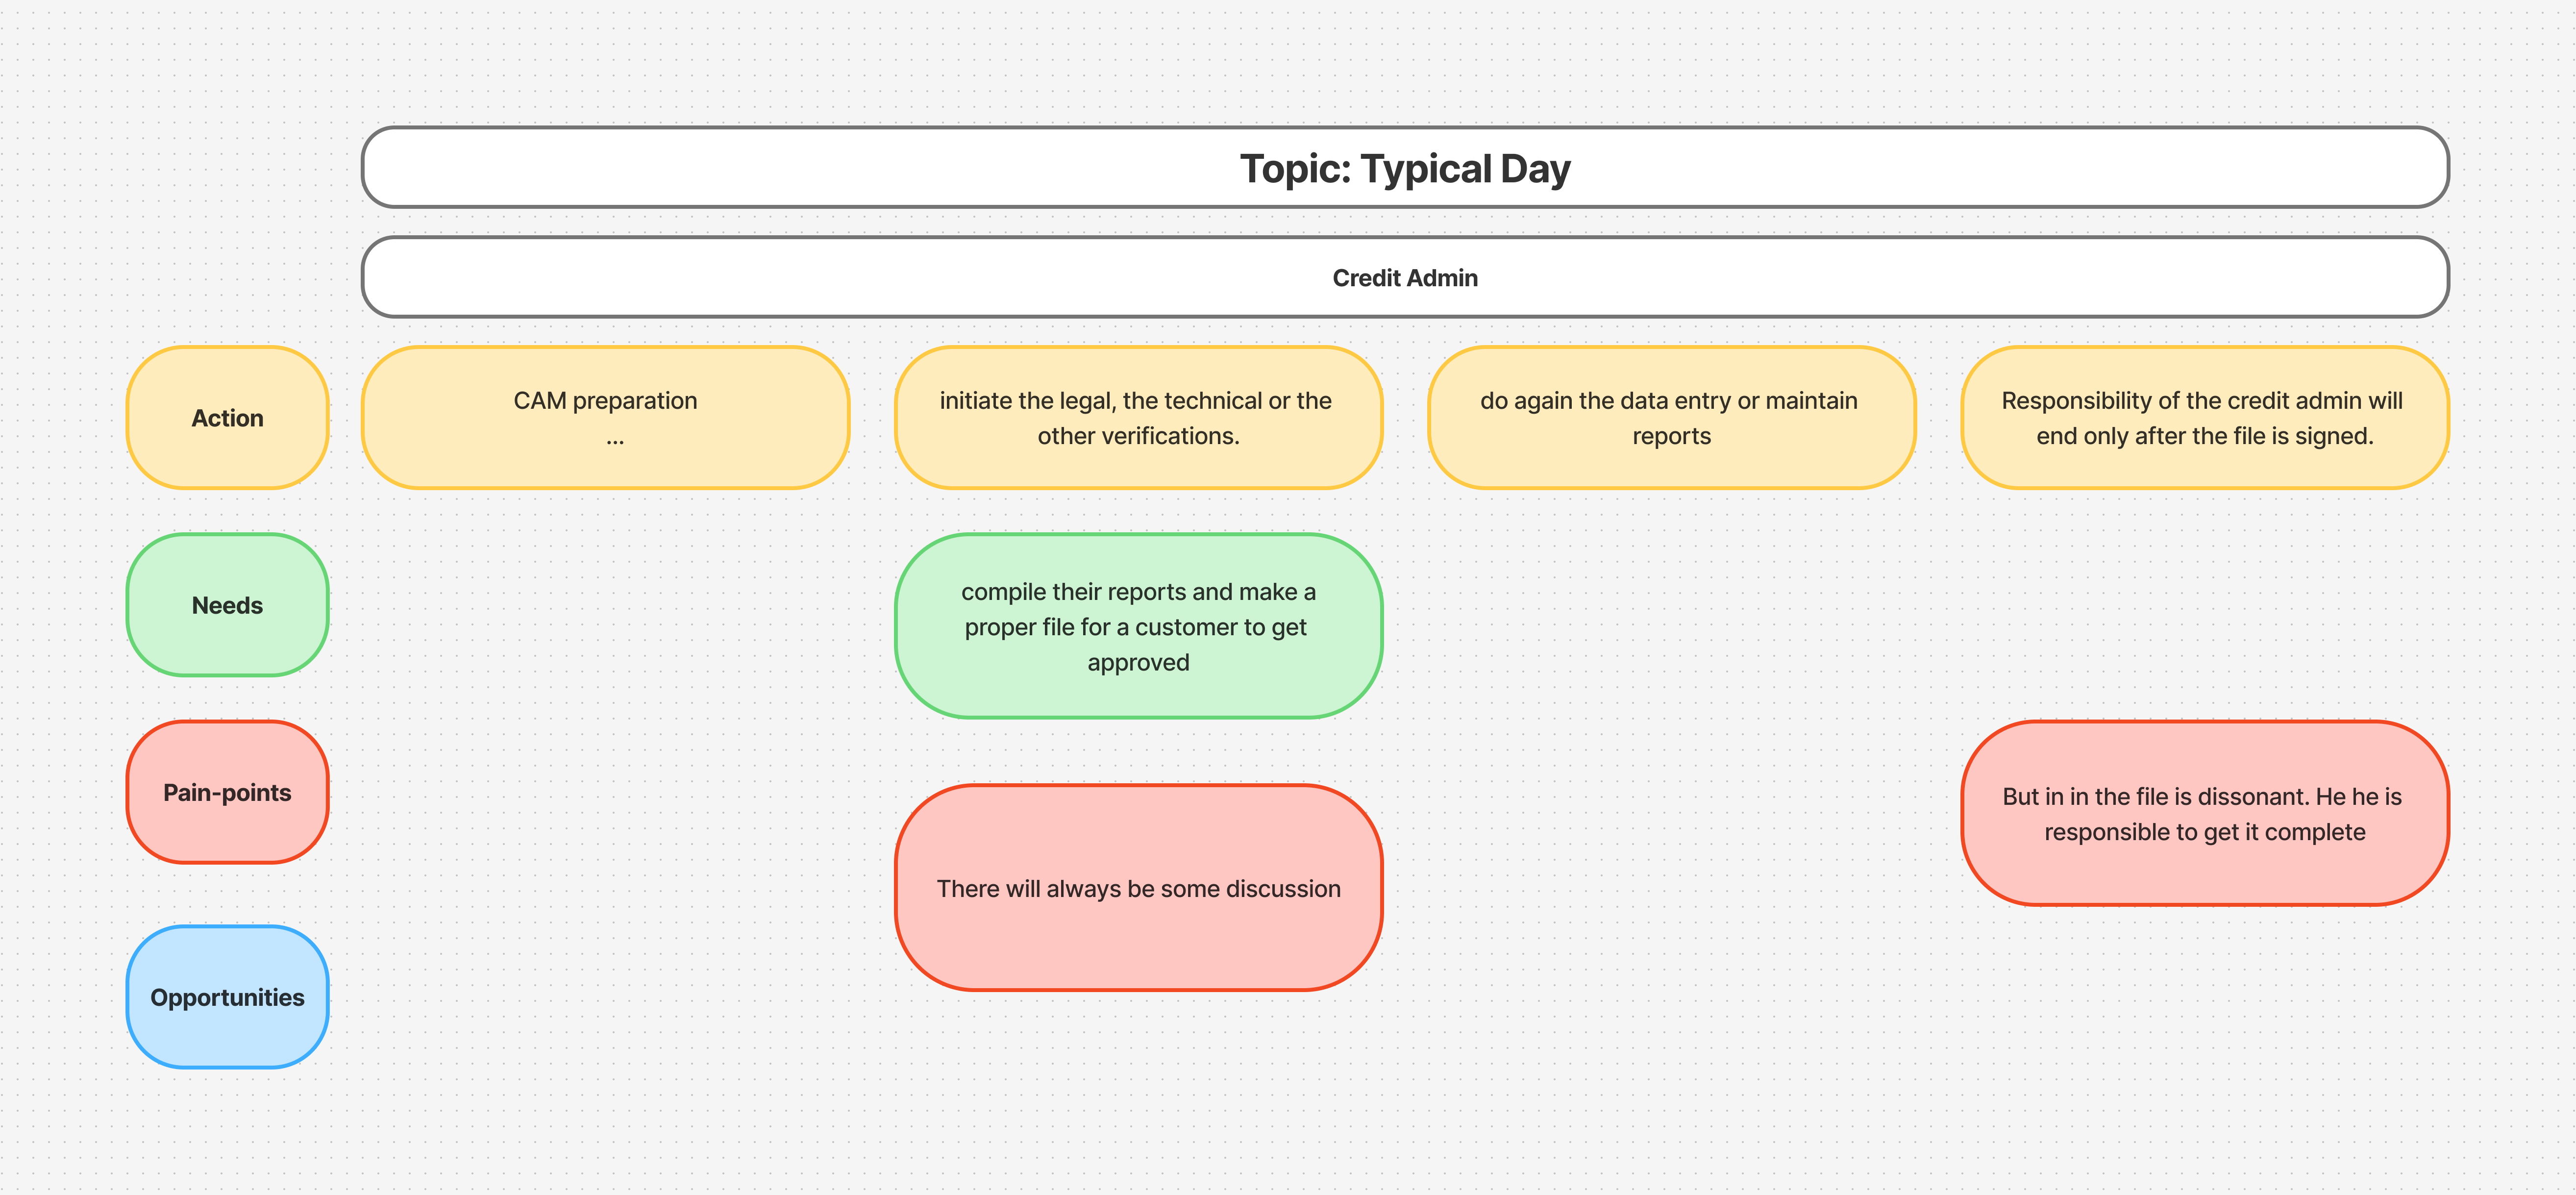 Topic: Typical Day
Credit Admin
Action
CAM preparation
...
initiate the legal, the technical or the
other verifications.
do again the data entry or maintain
reports
Responsibility of the credit admin will
end only after the file is signed.
Needs
compile their reports and make a
proper file for a customer to get
approved
Pain-points
There will always be some discussion
But in in the file is dissonant. He he is
responsible to get it complete
Opportunities